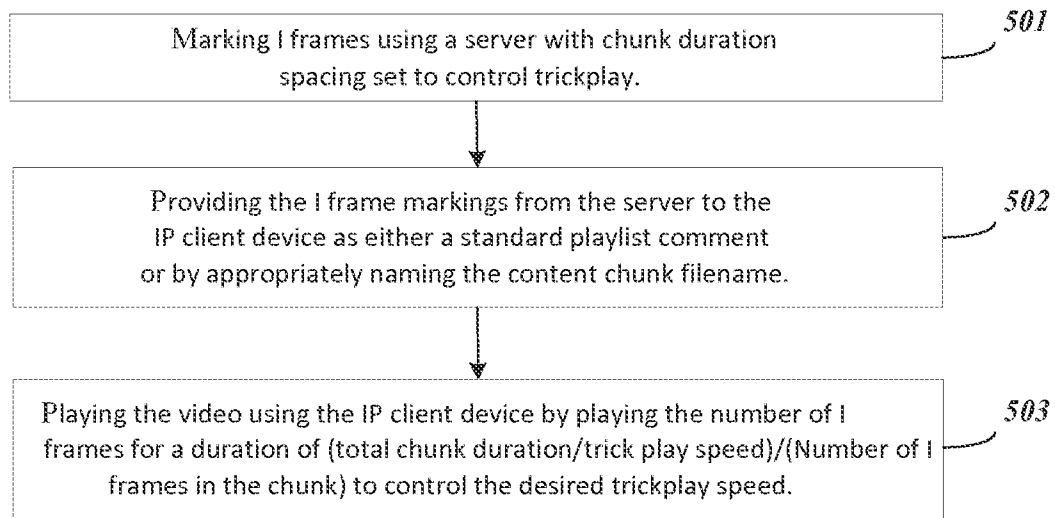 Marking I frames using a server with chunk duration
spacing set to control trickplay.
501
Providing the I frame markings from the server to the
IP client device as either a standard playlist comment
or by appropriately naming the content chunk filename.
502
Playing the video using the IP client device by playing the number of I
frames for a duration of (total chunk duration/trick play speed)/(Number of I
frames in the chunk) to control the desired trickplay speed.
503